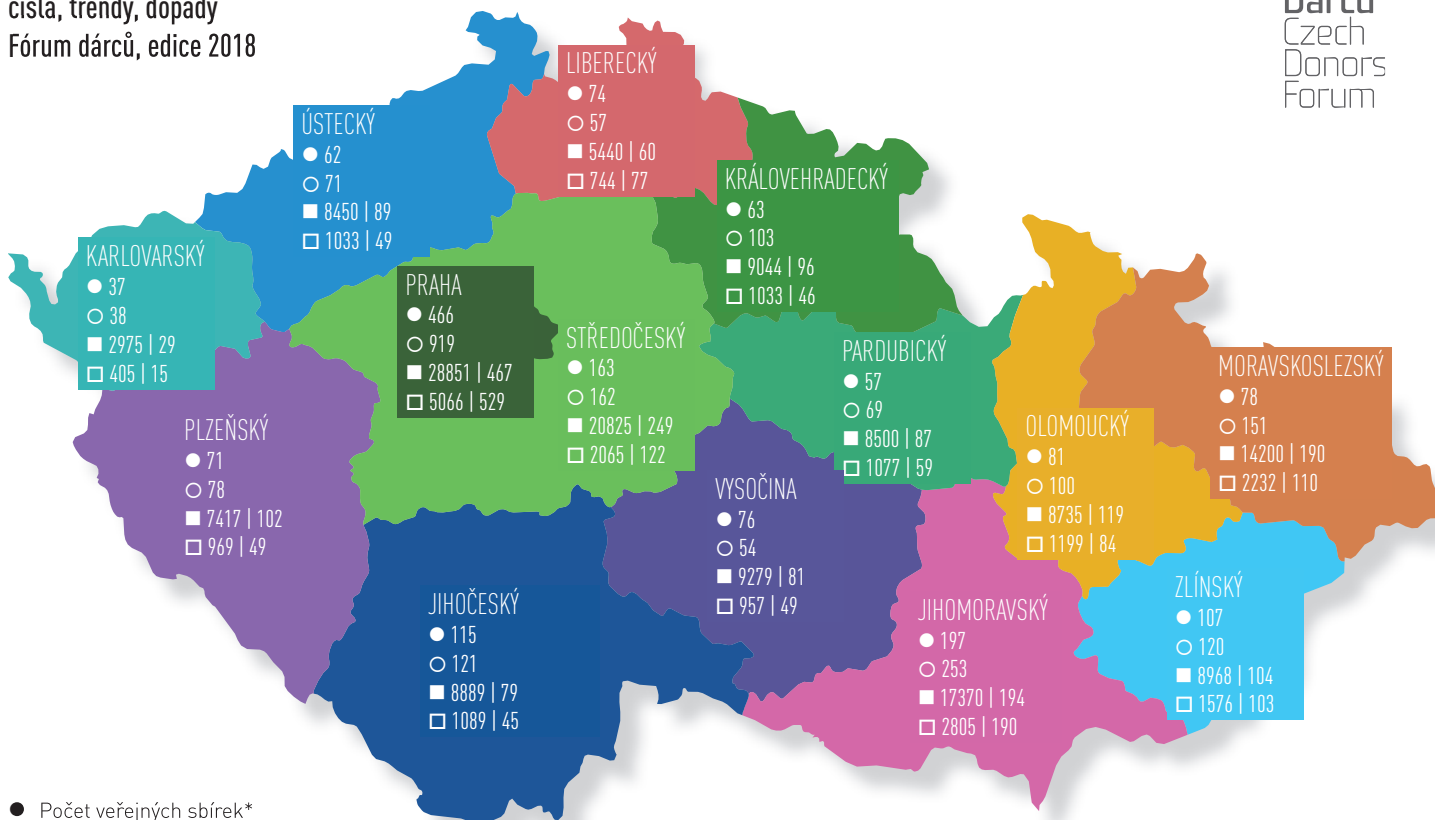 čísla, trendy, dopady
Fórum dárců, edice 2018
Dárců
Czech
Donors
Forum
LIBERECKÝ
74
57
5440 | 60
744 | 77
ÚSTECKÝ
62
71
8450 | 89
1033 | 49
KRÁLOVEHRADECKÝ
63
103
9044 | 96
1033 | 46
KARLOVARSKÝ
37
38
2975 | 29
405 | 15
PRAHA
466
919
28851 | 467
5066 | 529
STŘEDOČESKÝ
163
162
20825 | 249
2065 | 122
PARDUBICKÝ
57
69
8500 | 87
1077 | 59
MORAVSKOSLEZSKÝ
78
151
14200 | 190
2232 | 110
PLZEŇSKÝ
71
78
7417 | 102
969 | 49
OLOMOUCKÝ
81
100
8735 | 119
1199 | 84
VYSOČINA
76
54
9279 | 81
957 | 49
JIHOČESKÝ
115
121
8889 | 79
1089 | 45
JIHOMORAVSKÝ
197
253
17370 | 194
2805 | 190
ZLÍNSKÝ
107
120
8968 | 104
1576 | 103
Počet veřejných sbírek*